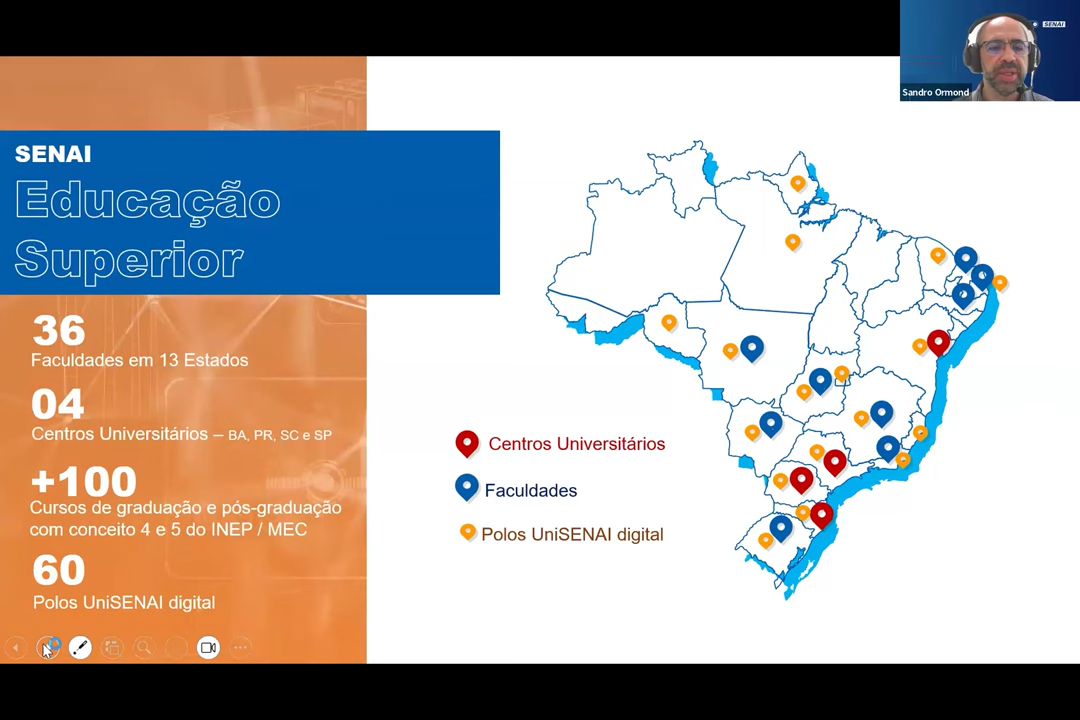 SENAI
Sandro Ormond
SENAI
Educação
Superior
36
Faculdades em 13 Estados
04
Centros Universitários – BA, PR, SC e SP
+100
Cursos de graduação e pós-graduação
com conceito 4 e 5 do INEP / MEC
60
Polos UniSENAI digital
Centros Universitários
Faculdades
Polos UniSENAI digital